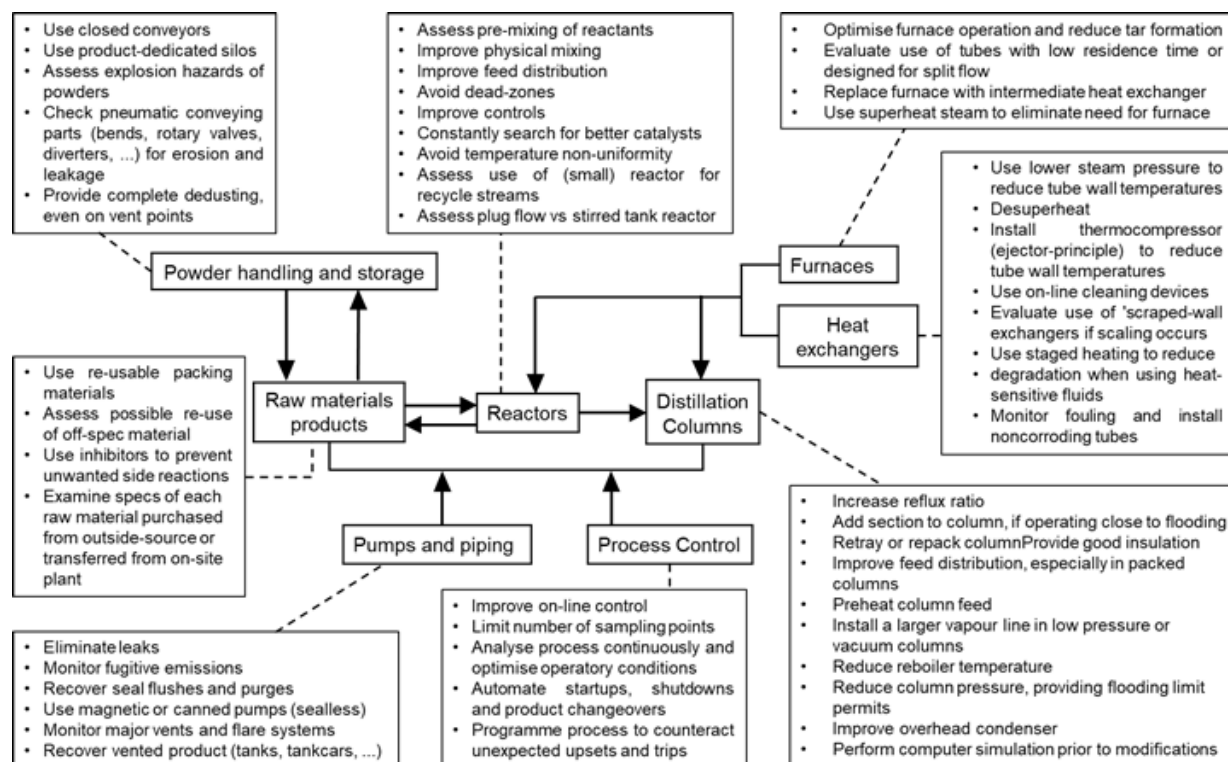 • Use closed conveyors
• Use product-dedicated silos
• Assess explosion hazards of
powders
• Check pneumatic conveying
parts (bends, rotary valves,
diverters, ...) for erosion and
leakage
• Provide complete dedusting,
even on vent points
• Assess pre-mixing of reactants
• Improve physical mixing
• Improve feed distribution
• Avoid dead-zones
• Improve controls
• Constantly search for better catalysts
• Avoid temperature non-uniformity
• Assess use of (small) reactor for
recycle streams
• Assess plug flow vs stirred tank reactor
• Optimise furnace operation and reduce tar formation
• Evaluate use of tubes with low residence time or
designed for split flow
• Replace furnace with intermediate heat exchanger
• Use superheat steam to eliminate need for furnace
• Use lower steam pressure to
reduce tube wall temperatures
• Desuperheat
• Install thermocompressor
(ejector-principle) to reduce
tube wall temperatures
• Use on-line cleaning devices
• Evaluate use of 'scraped-wall
exchangers if scaling occurs
• Use staged heating to reduce
• degradation when using heat-
sensitive fluids
• Monitor fouling and install
noncorroding tubes
Powder handling and storage
Furnaces
Heat
exchangers
• Use re-usable packing
materials
• Assess possible re-use
of off-spec material
• Use inhibitors to prevent
unwanted side reactions
• Examine specs of each
raw material purchased
from outside-source or
transferred from on-site
plant
Raw materials
products
Reactors
Distillation
Columns
Pumps and piping
Process Control
• Eliminate leaks
• Monitor fugitive emissions
• Recover seal flushes and purges
• Use magnetic or canned pumps (sealless)
• Monitor major vents and flare systems
• Recover vented product (tanks, tankcars, ...)
• Improve on-line control
• Limit number of sampling points
• Analyse process continuously and
optimise operatory conditions
• Automate startups, shutdowns
and product changeovers
• Programme process to counteract
unexpected upsets and trips
• Increase reflux ratio
• Add section to column, if operating close to flooding
• Retray or repack columnProvide good insulation
• Improve feed distribution, especially in packed
columns
• Preheat column feed
• Install a larger vapour line in low pressure or
vacuum columns
• Reduce reboiler temperature
• Reduce column pressure, providing flooding limit
permits
• Improve overhead condenser
• Perform computer simulation prior to modifications